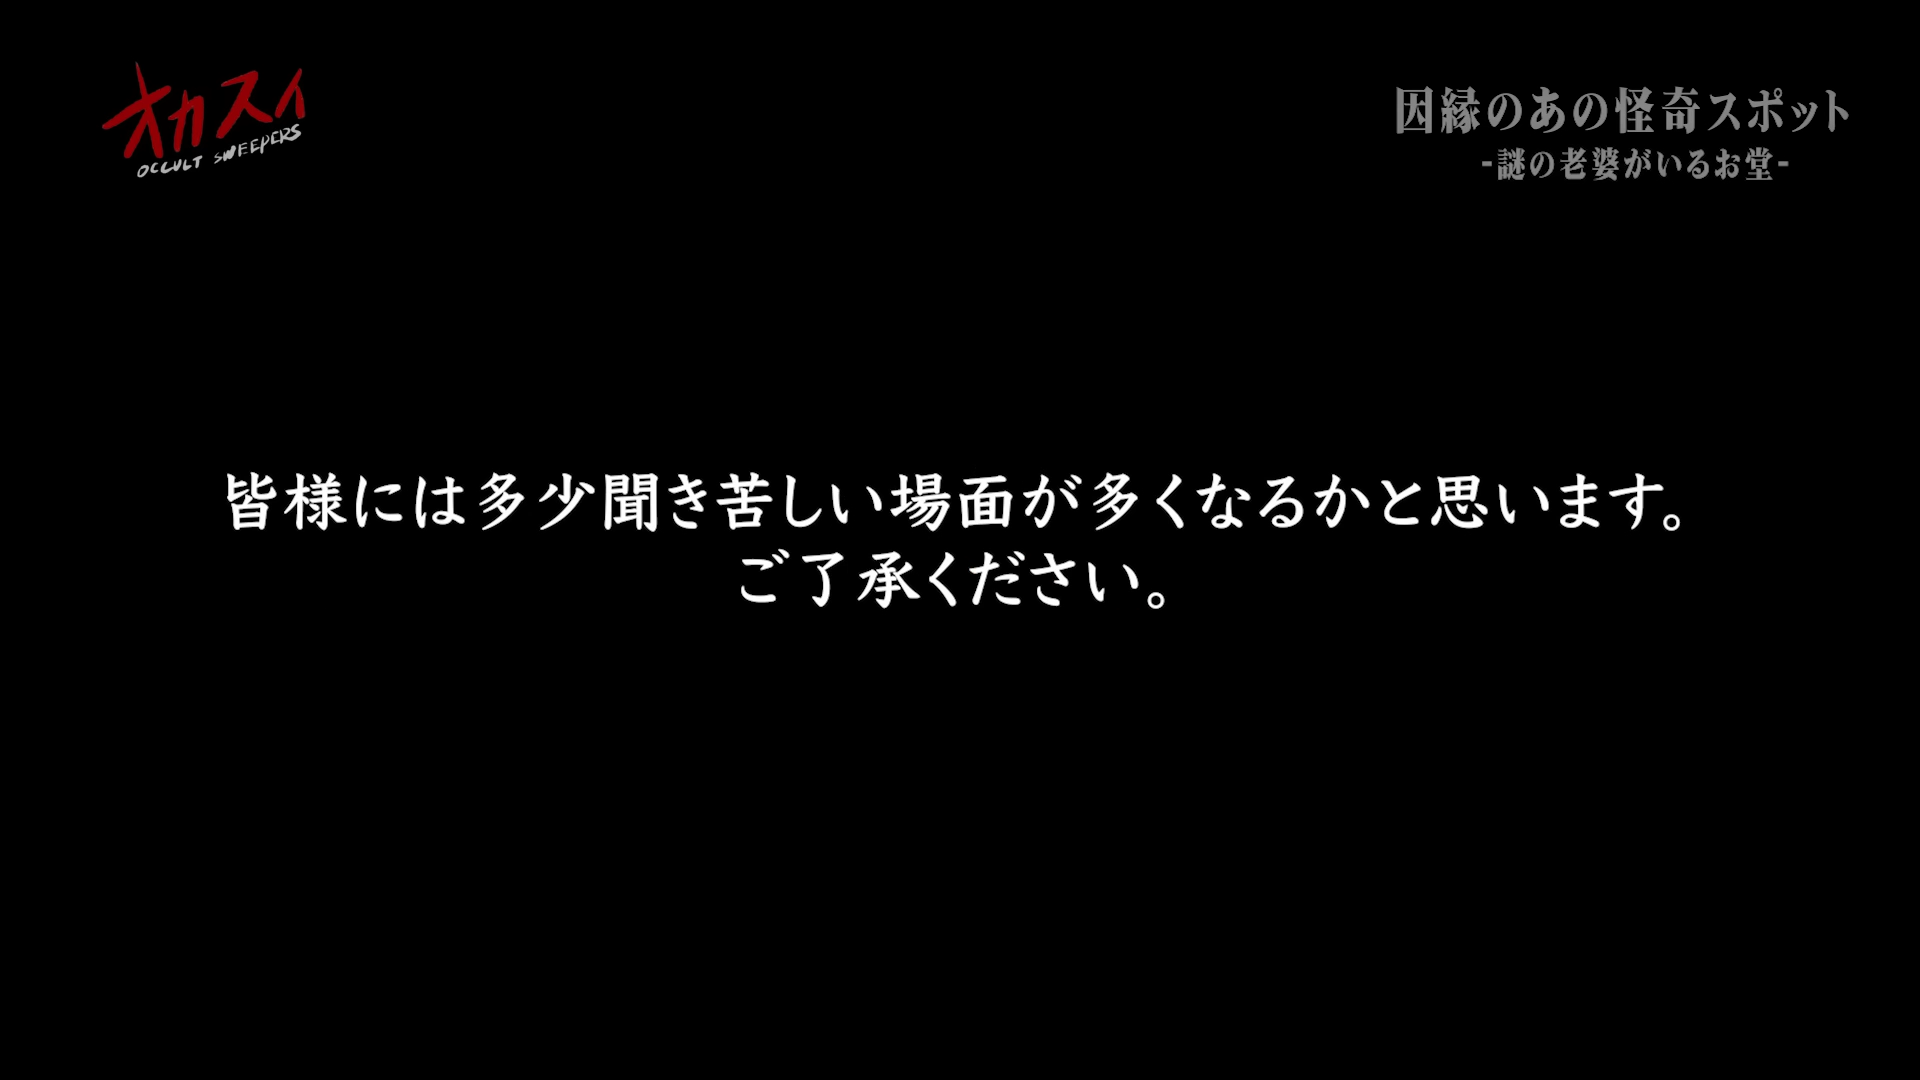 オカスイ
OCCULT SWEEPERS
因縁のあの怪奇スポット
-謎の老婆がいるお堂-
皆様には多少聞き苦しい場面が多くなるかと思います。
ご了承ください。